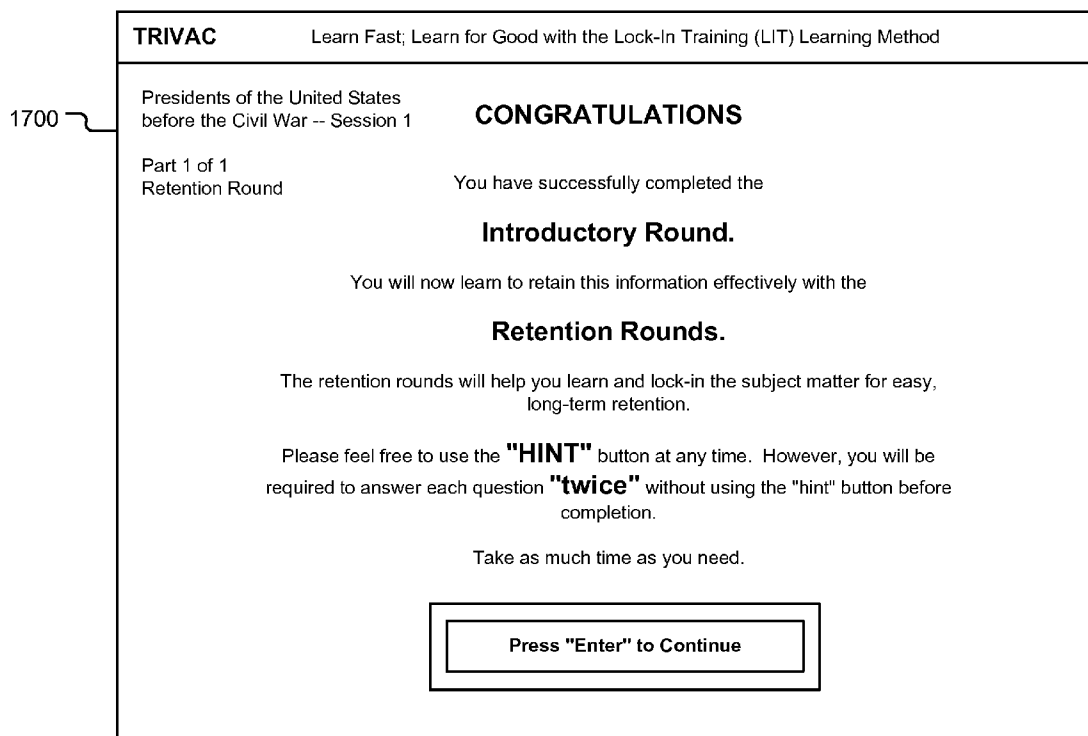 TRIVAC Learn Fast; Learn for Good with the Lock-In Training (LIT) Learning Method
1700
Presidents of the United States
before the Civil War -- Session 1
Part 1 of 1
Retention Round
CONGRATULATIONS
You have successfully completed the
Introductory Round.
You will now learn to retain this information effectively with the
Retention Rounds.
The retention rounds will help you learn and lock-in the subject matter for easy,
long-term retention.
Please feel free to use the "HINT" button at any time. However, you will be
required to answer each question "twice" without using the "hint" button before
completion.
Take as much time as you need.
Press "Enter" to Continue